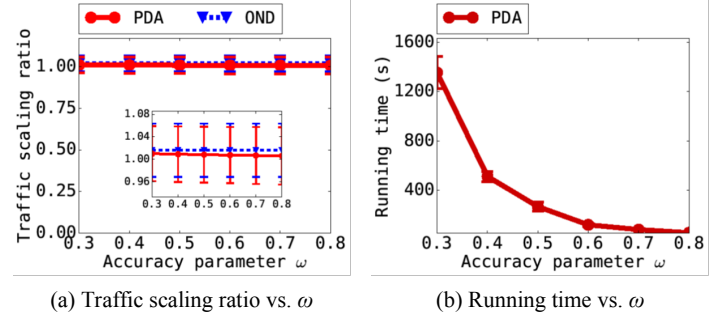 PDA OND
Traffic scaling ratio
1.00
0.75
0.50
0.25
0.00
1.08
1.04
1.00
0.96
0.3 0.4 0.5 0.6 0.7 0.8
0.3 0.4 0.5 0.6 0.7 0.8
Accuracy parameter ω
(a) Traffic scaling ratio vs. ω
PDA
Running time (s)
1600
1200
800
400
0.3 0.4 0.5 0.6 0.7 0.8
Accuracy parameter ω
(b) Running time vs. ω